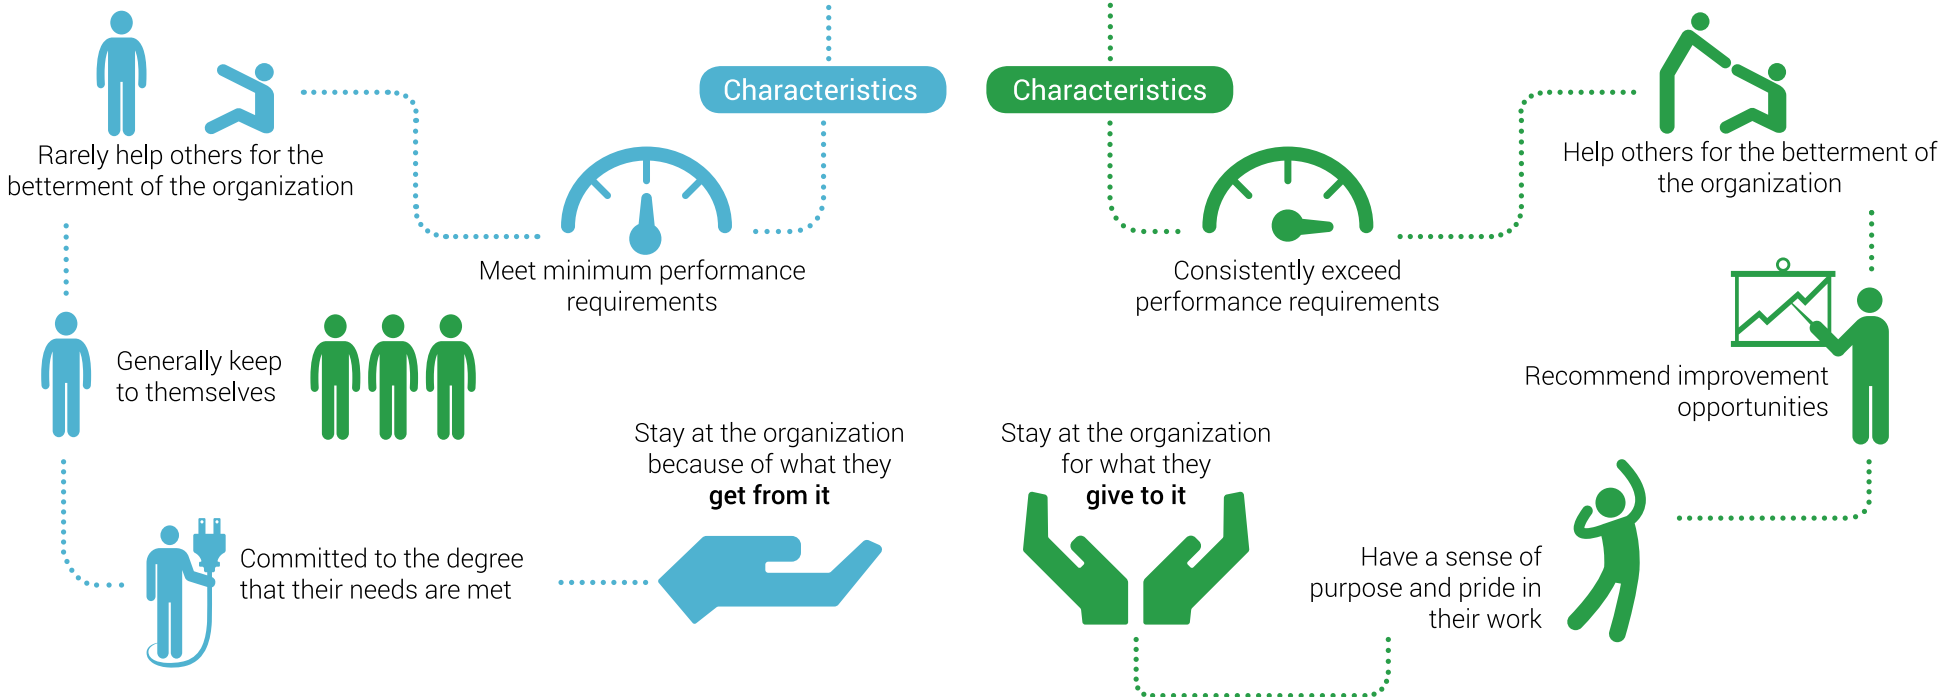 Characteristics
Meet minimum performance
requirements
Rarely help others for the
betterment of the organization
Generally keep
to themselves
Committed to the degree
that their needs are met
Stay at the organization
because of what they
get from it
Characteristics
Consistently exceed
performance requirements
Help others for the betterment of
the organization
Recommend improvement
opportunities
Have a sense of
purpose and pride in
their work
Stay at the organization
for what they
give to it